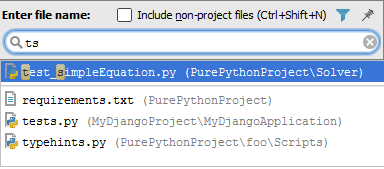 Enter file name: Include non-project files (Ctrl+Shift+N)
ts
test_simpleEquation.py (PurePythonProject\Solver)
requirements.txt (PurePythonProject)
tests.py (MyDjangoProject\MyDjangoApplication)
typehints.py (PurePythonProject\foo\Scripts)